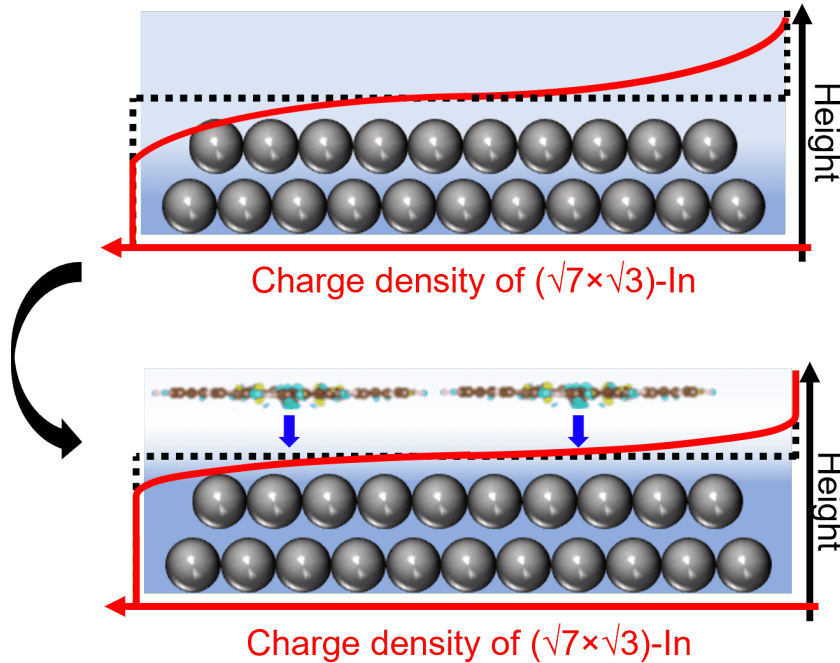 Height
Charge density of (√7×√3)-In
Height
Charge density of (√7×√3)-In